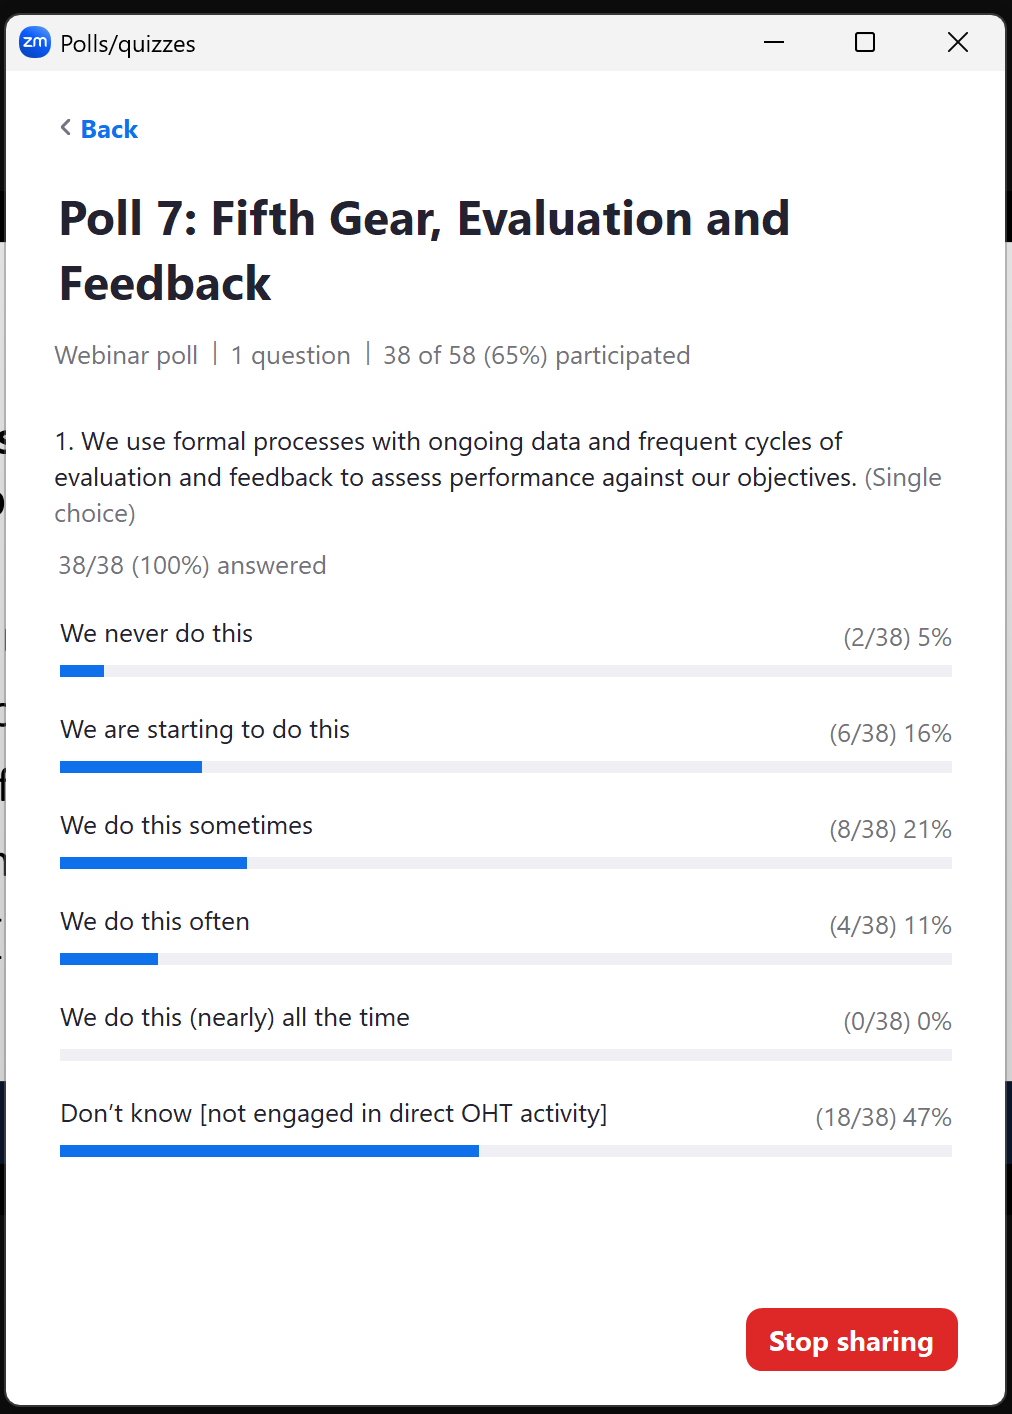 zm Polls/quizzes
Back
Poll 7: Fifth Gear, Evaluation and
Feedback
Webinar poll | 1 question | 38 of 58 (65%) participated
1. We use formal processes with ongoing data and frequent cycles of
evaluation and feedback to assess performance against our objectives. (Single
choice)
38/38 (100%) answered
We never do this (2/38) 5%
We are starting to do this (6/38) 16%
We do this sometimes (8/38) 21%
We do this often (4/38) 11%
We do this (nearly) all the time (0/38) 0%
Don’t know [not engaged in direct OHT activity] (18/38) 47%
Stop sharing